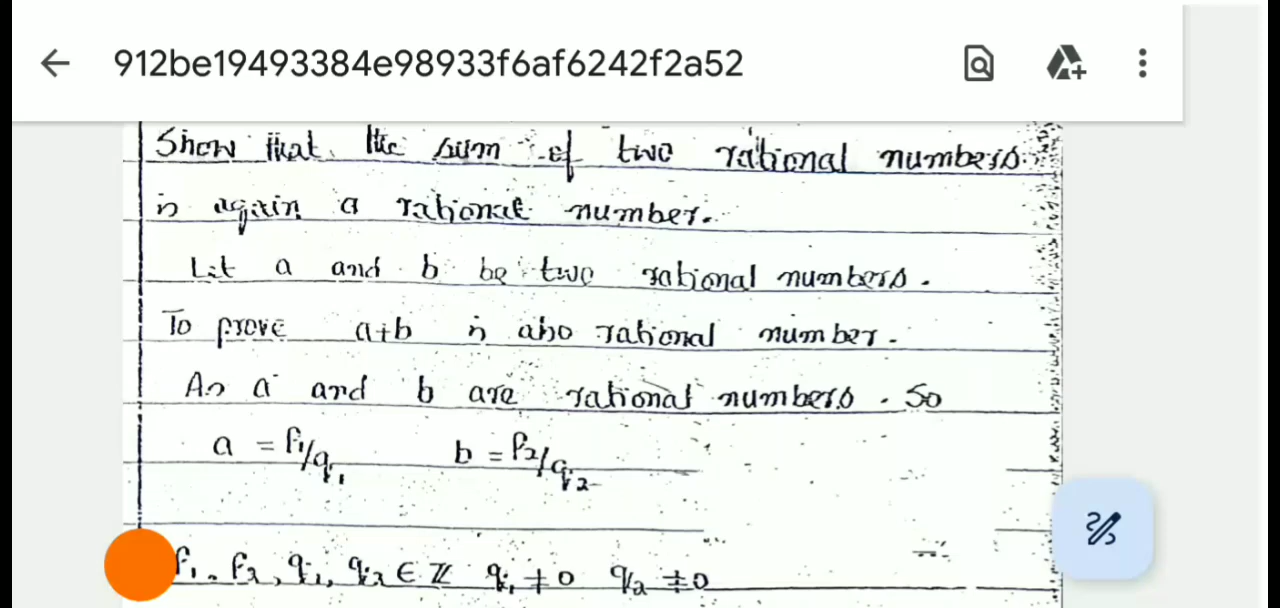 912be19493384e98933f6af6242f2a52
Show that the sum of two rational numbers
is again a rational number.
Let a and b be two rational numbers.
To prove a+b is also rational number.
As a and b are rational numbers. So
a = P₁/q₁ b = P₂/q₂
P₁, P₂, q₁, q₂ ∈ ℤ q₁ ≠ 0 q₂ ≠ 0